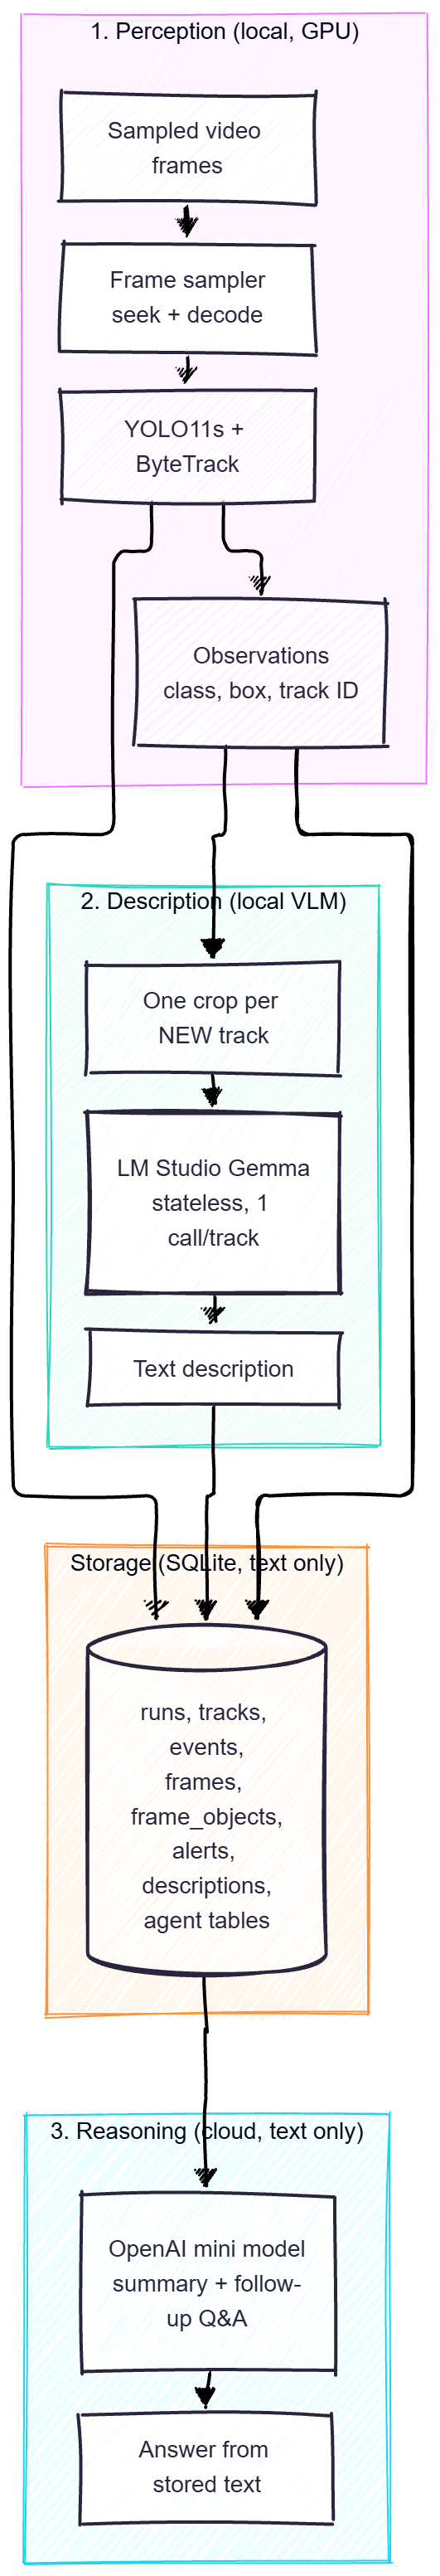 1. Perception (local, GPU)
Sampled video
frames
Frame sampler
seek + decode
YOLO11s +
ByteTrack
Observations
class, box, track ID
2. Description (local VLM)
One crop per
NEW track
LM Studio Gemma
stateless, 1
call/track
Text description
Storage (SQLite, text only)
runs, tracks,
events,
frames,
frame_objects,
alerts,
descriptions,
agent tables
3. Reasoning (cloud, text only)
OpenAI mini model
summary + follow-
up Q&A
Answer from
stored text